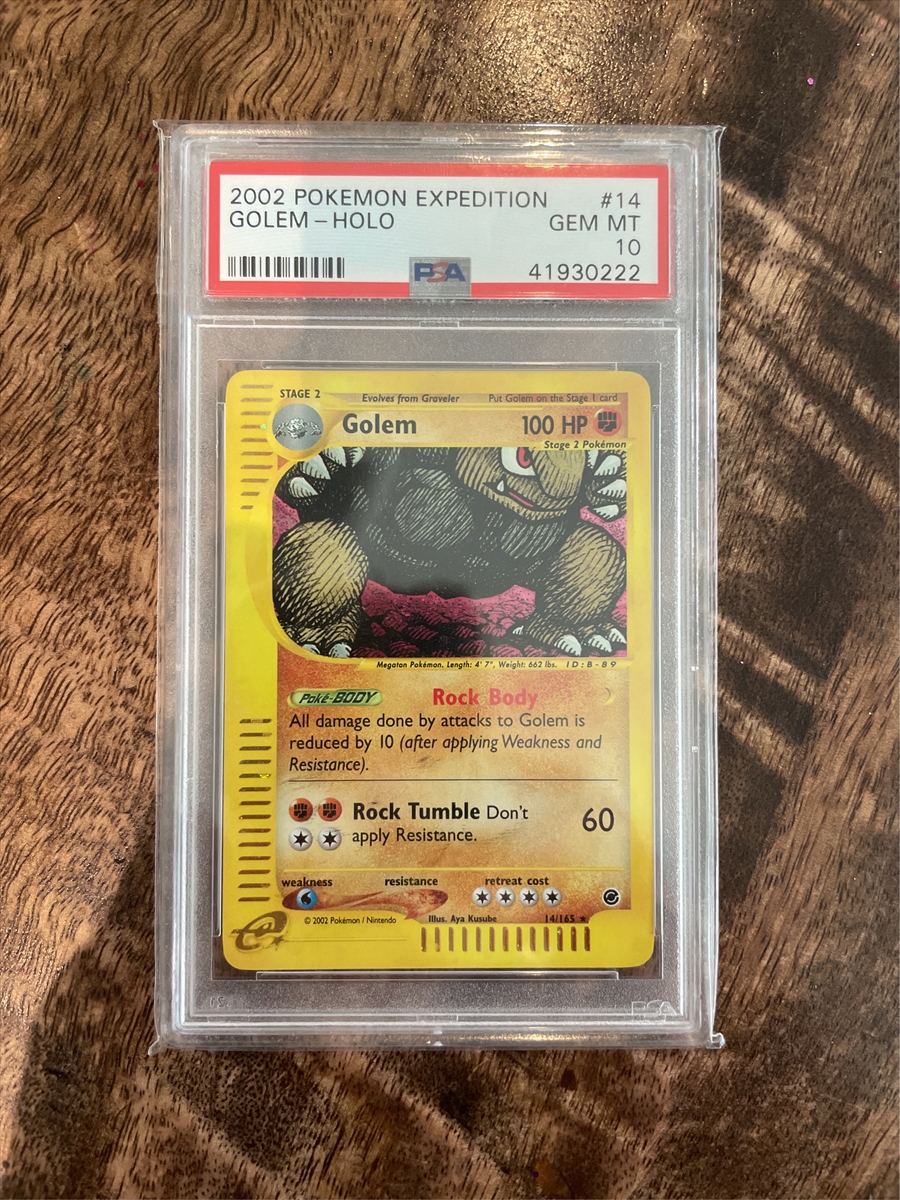 2002 POKEMON EXPEDITION #14
GOLEM – HOLO GEM MT
10
PSA 41930222
STAGE 2 Evolves from Graveler Put Golem on the Stage 1 card
Golem 100 HP
Stage 2 Pokémon
Megaton Pokémon. Length: 4' 7", Weight: 662 lbs. ID:B-89
Poké-BODY Rock Body
All damage done by attacks to Golem is
reduced by 10 (after applying Weakness and
Resistance).
Rock Tumble Don't
apply Resistance. 60
weakness resistance retreat cost
© 2002 Pokémon / Nintendo Illus. Aya Kusube 14/165 ★
e
PSA